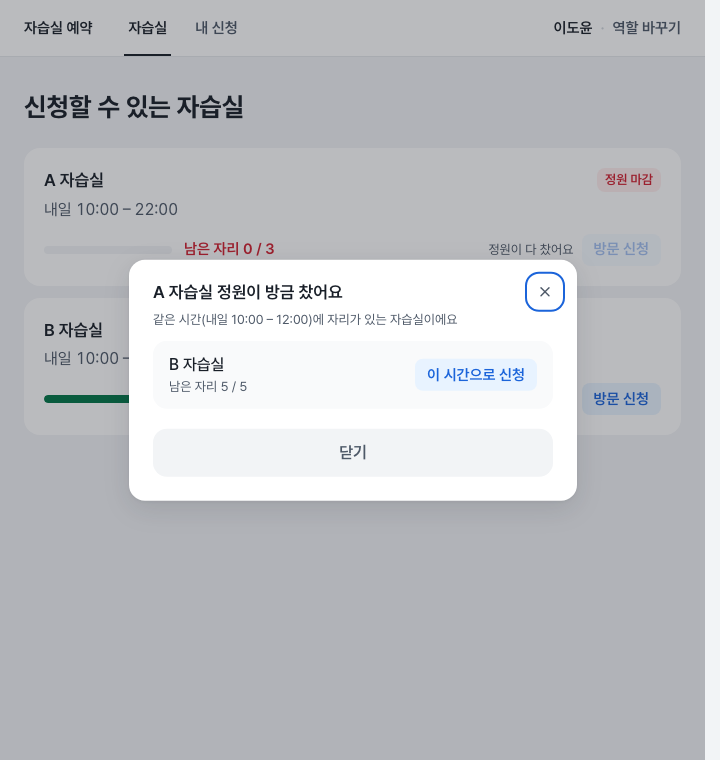 자습실 예약 자습실 내 신청 이도윤 · 역할 바꾸기
신청할 수 있는 자습실
A 자습실 정원 마감
내일 10:00 – 22:00
남은 자리 0 / 3 정원이 다 찼어요 방문 신청
A 자습실 정원이 방금 찼어요
같은 시간(내일 10:00 – 12:00)에 자리가 있는 자습실이에요
B 자습실
남은 자리 5 / 5
이 시간으로 신청
닫기
B 자습실
내일 10:00 –
방문 신청